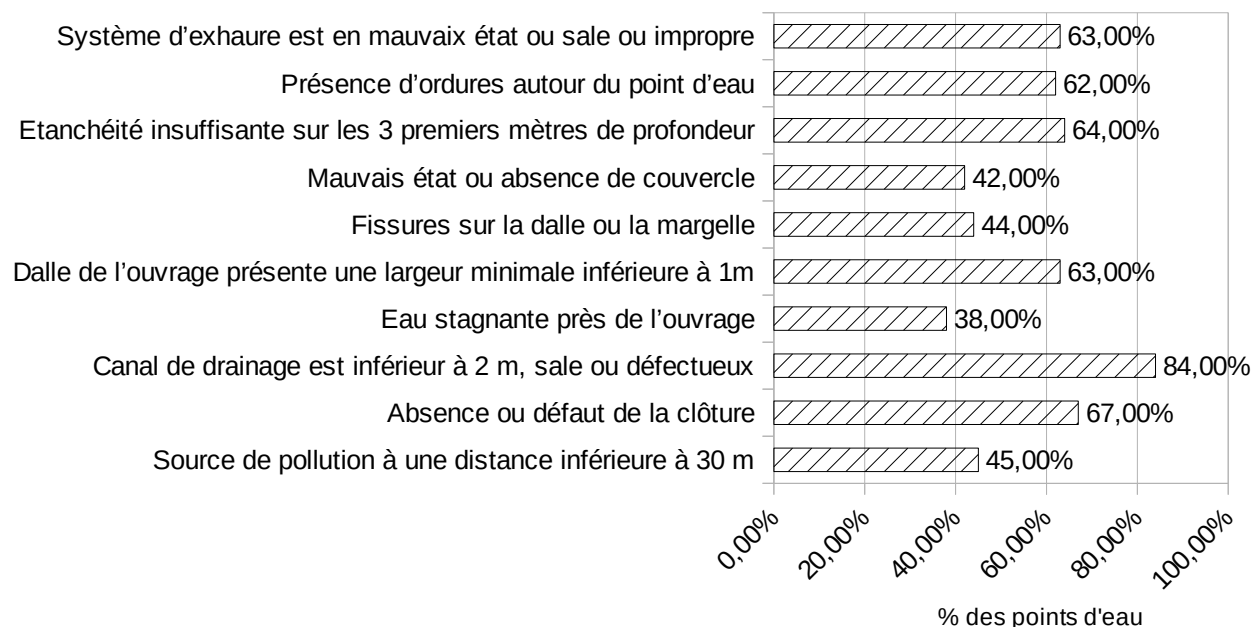 Système d’exhaure est en mauvaix état ou sale ou impropre 63,00%
Présence d’ordures autour du point d’eau 62,00%
Etanchéité insuffisante sur les 3 premiers mètres de profondeur 64,00%
Mauvais état ou absence de couvercle 42,00%
Fissures sur la dalle ou la margelle 44,00%
Dalle de l’ouvrage présente une largeur minimale inférieure à 1m 63,00%
Eau stagnante près de l’ouvrage 38,00%
Canal de drainage est inférieur à 2 m, sale ou défectueux 84,00%
Absence ou défaut de la clôture 67,00%
Source de pollution à une distance inférieure à 30 m 45,00%
0,00% 20,00% 40,00% 60,00% 80,00% 100,00%
% des points d'eau